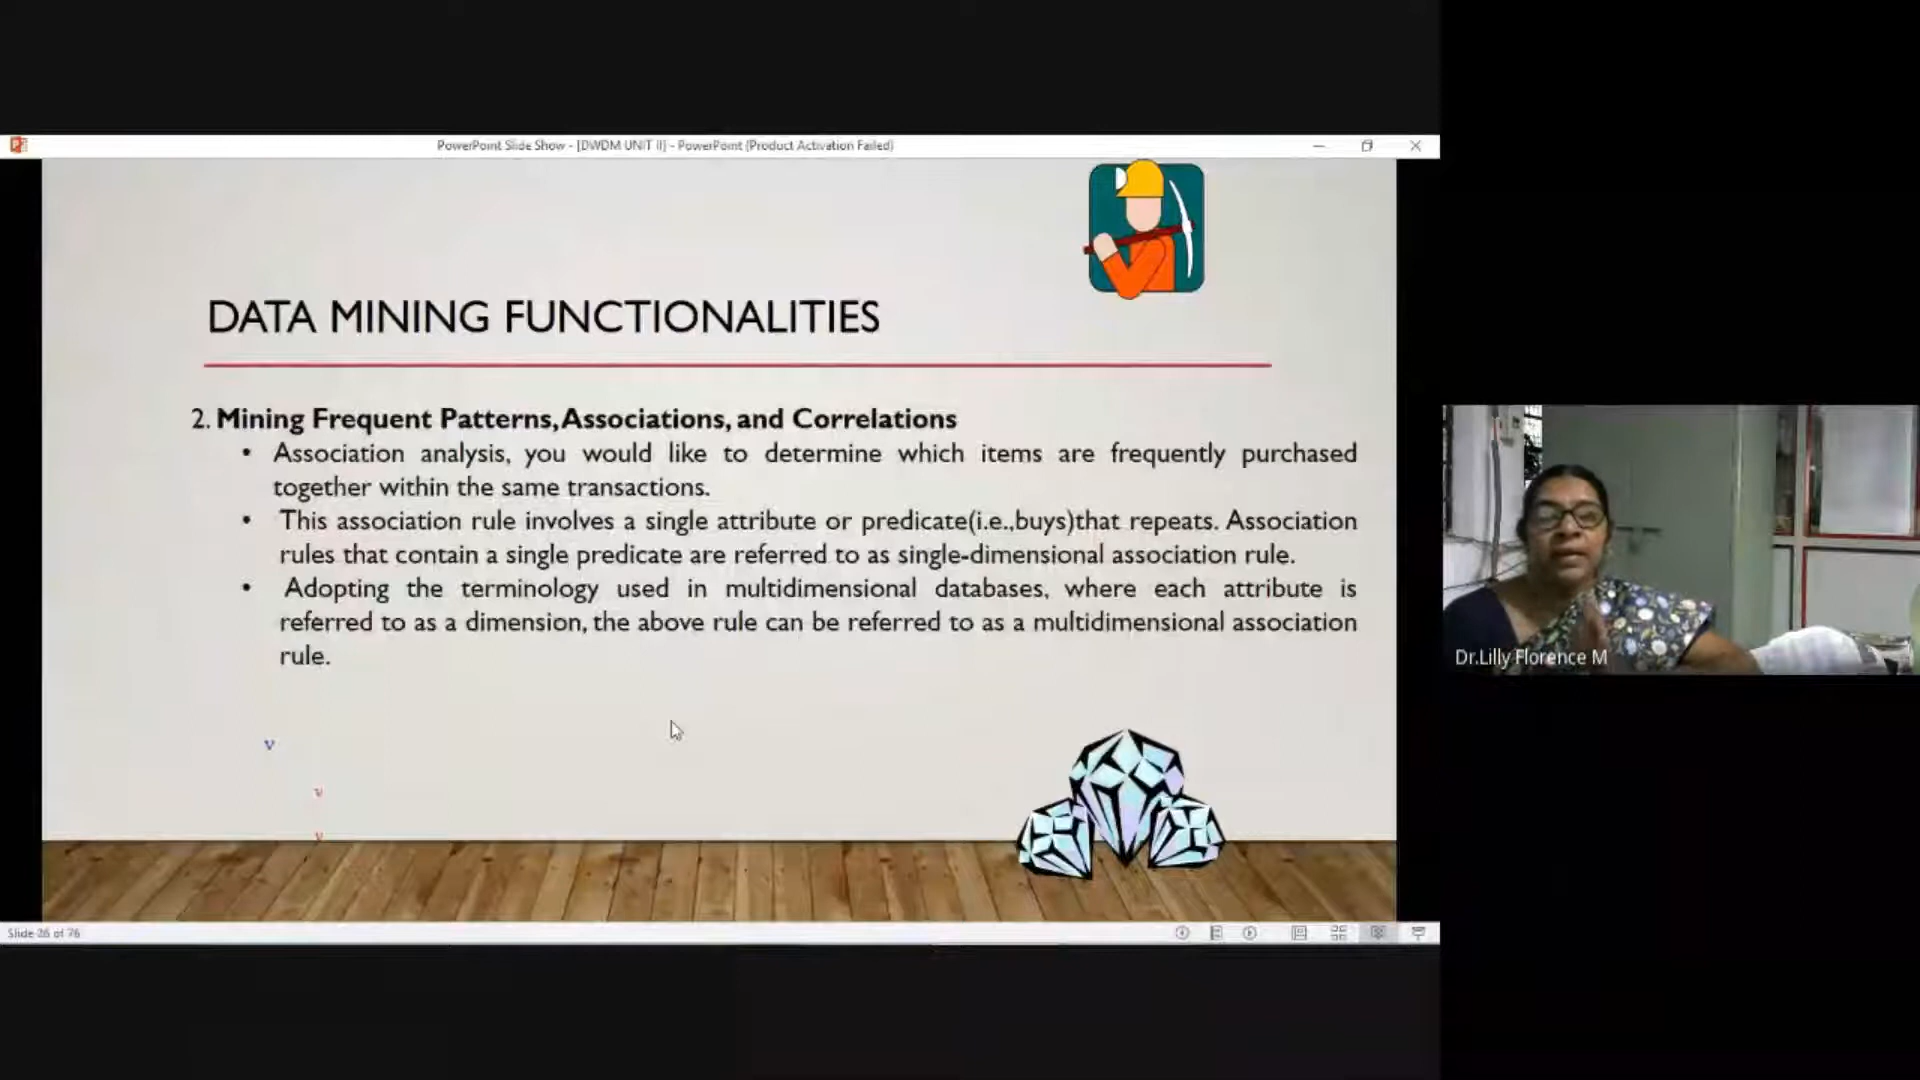 PowerPoint Slide Show - [DWDM UNIT II] - PowerPoint (Product Activation Failed)
DATA MINING FUNCTIONALITIES
2. Mining Frequent Patterns, Associations, and Correlations
• Association analysis, you would like to determine which items are frequently purchased
together within the same transactions.
• This association rule involves a single attribute or predicate(i.e.,buys)that repeats. Association
rules that contain a single predicate are referred to as single-dimensional association rule.
• Adopting the terminology used in multidimensional databases, where each attribute is
referred to as a dimension, the above rule can be referred to as a multidimensional association
rule.
v
v
v
Slide 26 of 76
Dr.Lilly Florence M